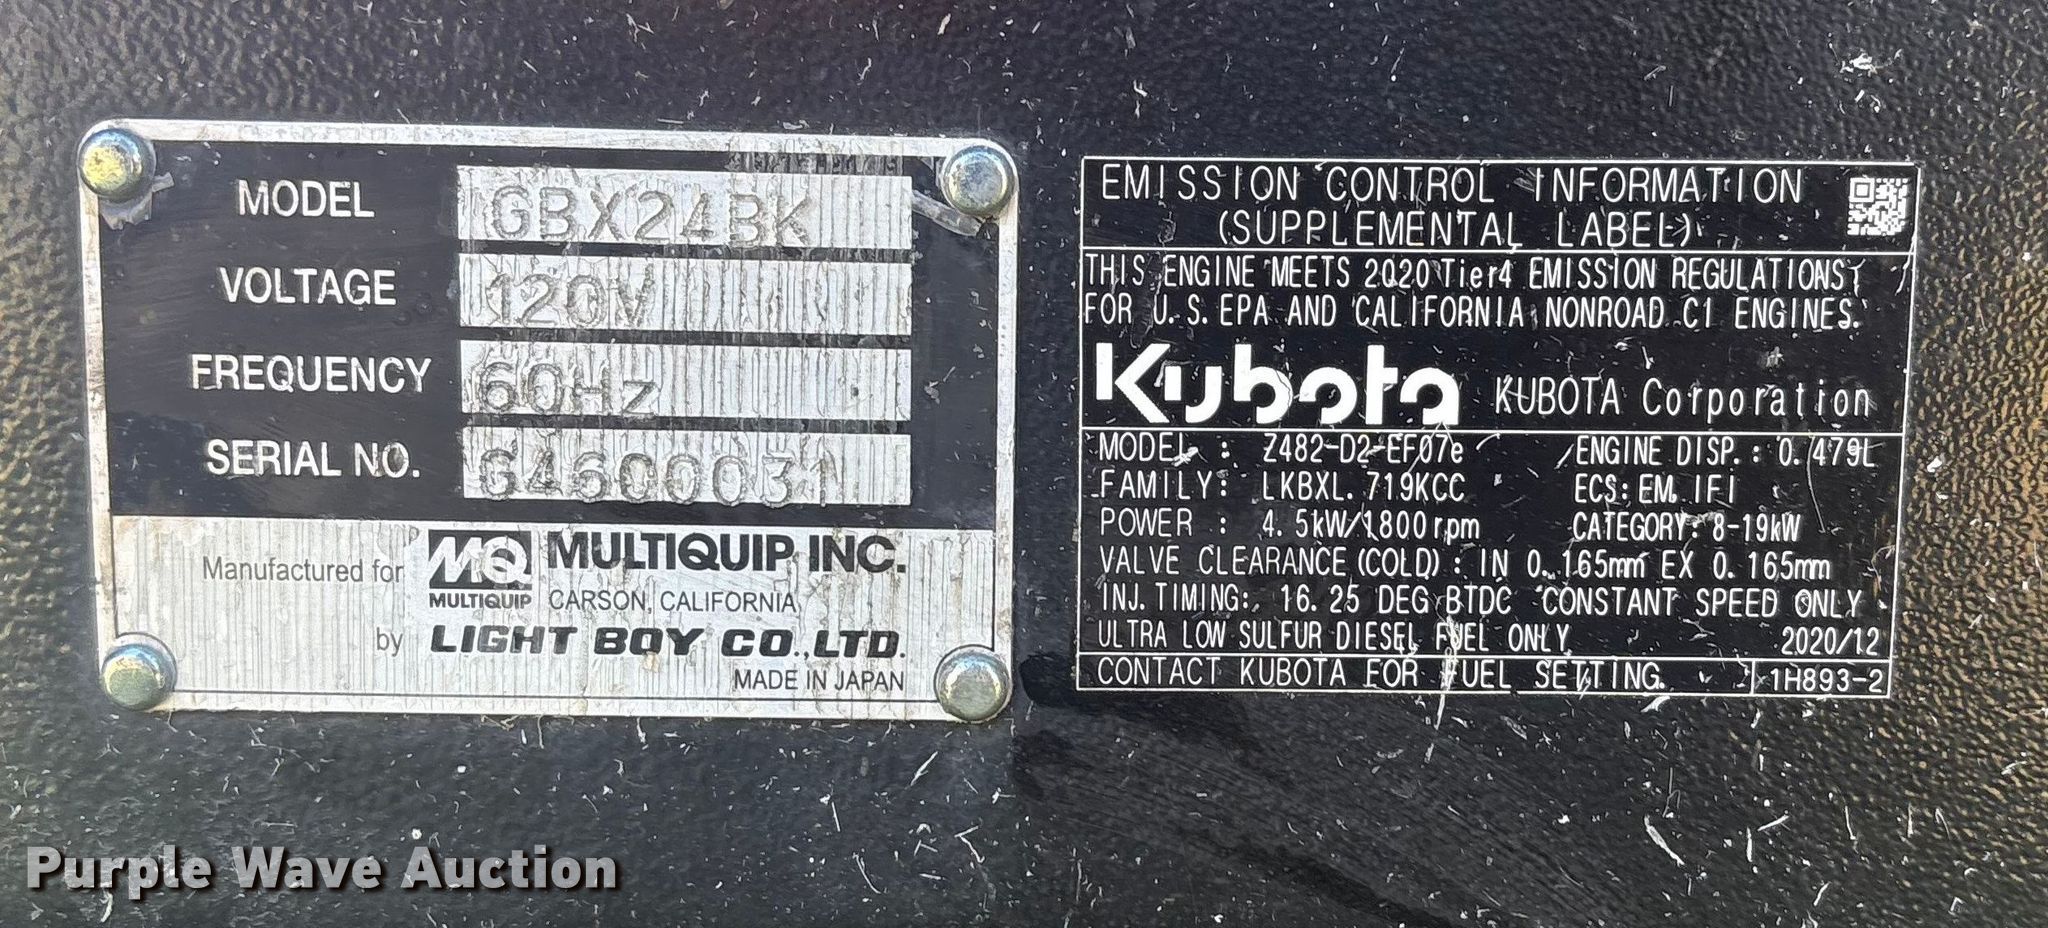 MODEL GBX24BK
VOLTAGE 120V
FREQUENCY 60Hz
SERIAL NO. G4600031
Manufactured for MQ MULTIQUIP MULTIQUIP INC.
CARSON, CALIFORNIA
by LIGHT BOY CO.,LTD.
MADE IN JAPAN
EMISSION CONTROL INFORMATION
(SUPPLEMENTAL LABEL)
THIS ENGINE MEETS 2020 Tier4 EMISSION REGULATIONS
FOR U.S.EPA AND CALIFORNIA NONROAD C1 ENGINES.
Kubota KUBOTA Corporation
MODEL : Z482-D2-EF07e ENGINE DISP.: 0.479L
FAMILY: LKBXL.719KCC ECS: EM, IFI
POWER : 4.5kW/1800rpm CATEGORY: 8-19kW
VALVE CLEARANCE (COLD) : IN 0.165mm EX 0.165mm
INJ.TIMING: 16.25 DEG BTDC CONSTANT SPEED ONLY
ULTRA LOW SULFUR DIESEL FUEL ONLY 2020/12
CONTACT KUBOTA FOR FUEL SETTING. 1H893-2
Purple Wave Auction